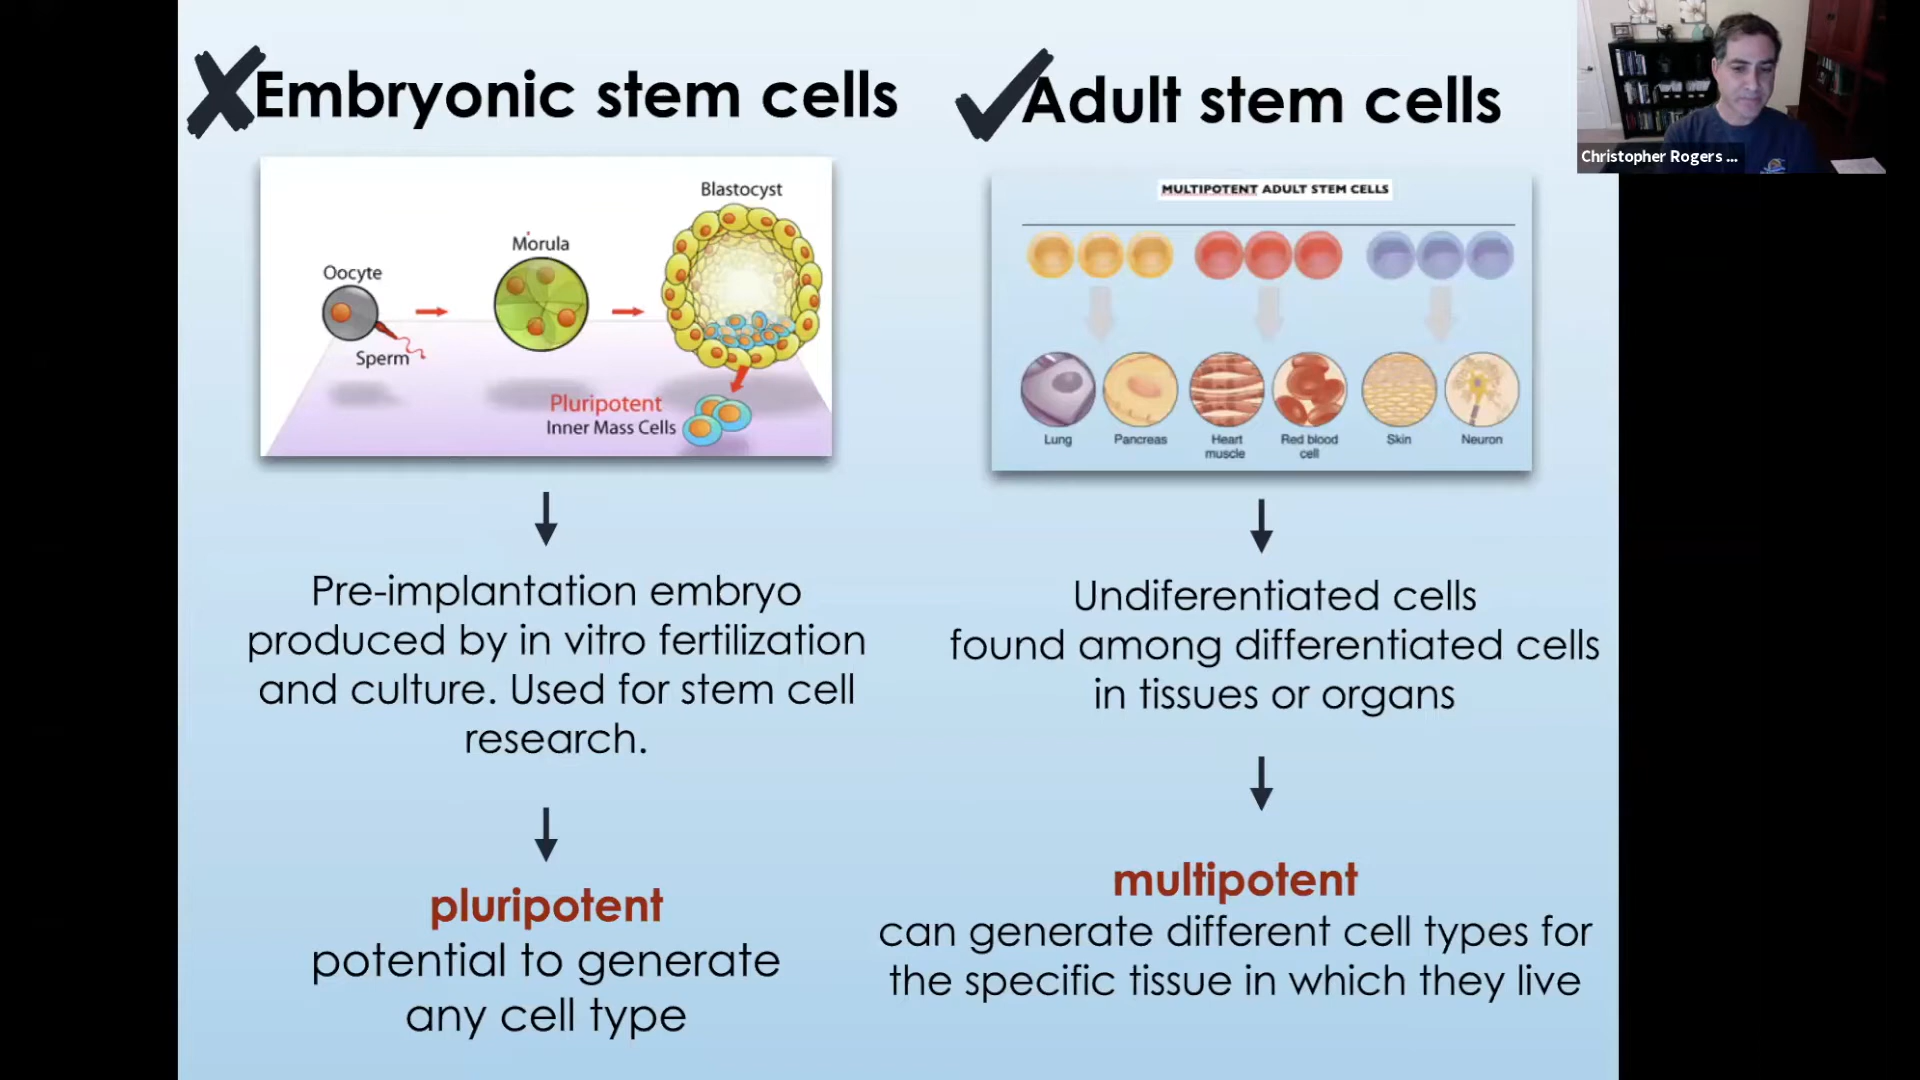 Embryonic stem cells
Blastocyst
Morula
Oocyte
Sperm
Pluripotent
Inner Mass Cells
Pre-implantation embryo
produced by in vitro fertilization
and culture. Used for stem cell
research.
pluripotent
potential to generate
any cell type
Adult stem cells
MULTIPOTENT ADULT STEM CELLS
Lung
Pancreas
Heart
muscle
Red blood
cell
Skin
Neuron
Undiferentiated cells
found among differentiated cells
in tissues or organs
multipotent
can generate different cell types for
the specific tissue in which they live
Christopher Rogers ...